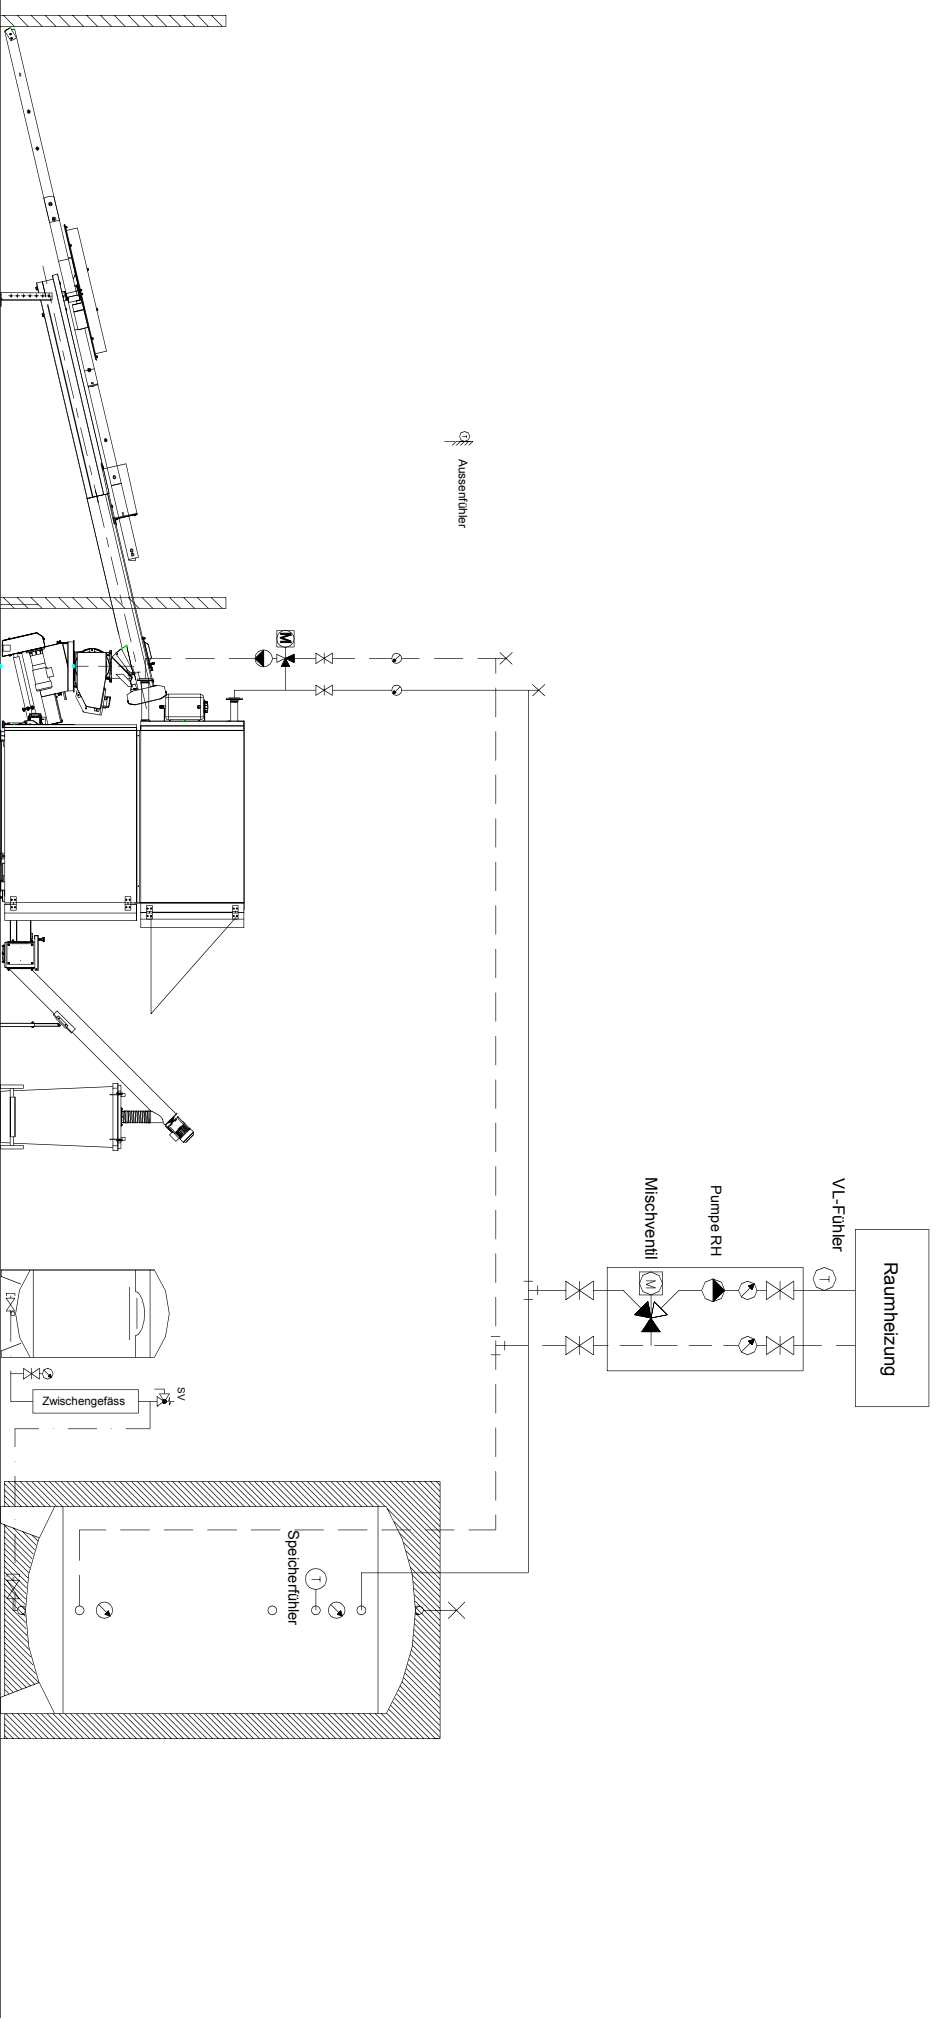 Aussenfühler
M
T
VL-Fühler
T
Pumpe RH
Mischventil
M
Raumheizung
SV
Zwischengefäss
Speicherfühler
T